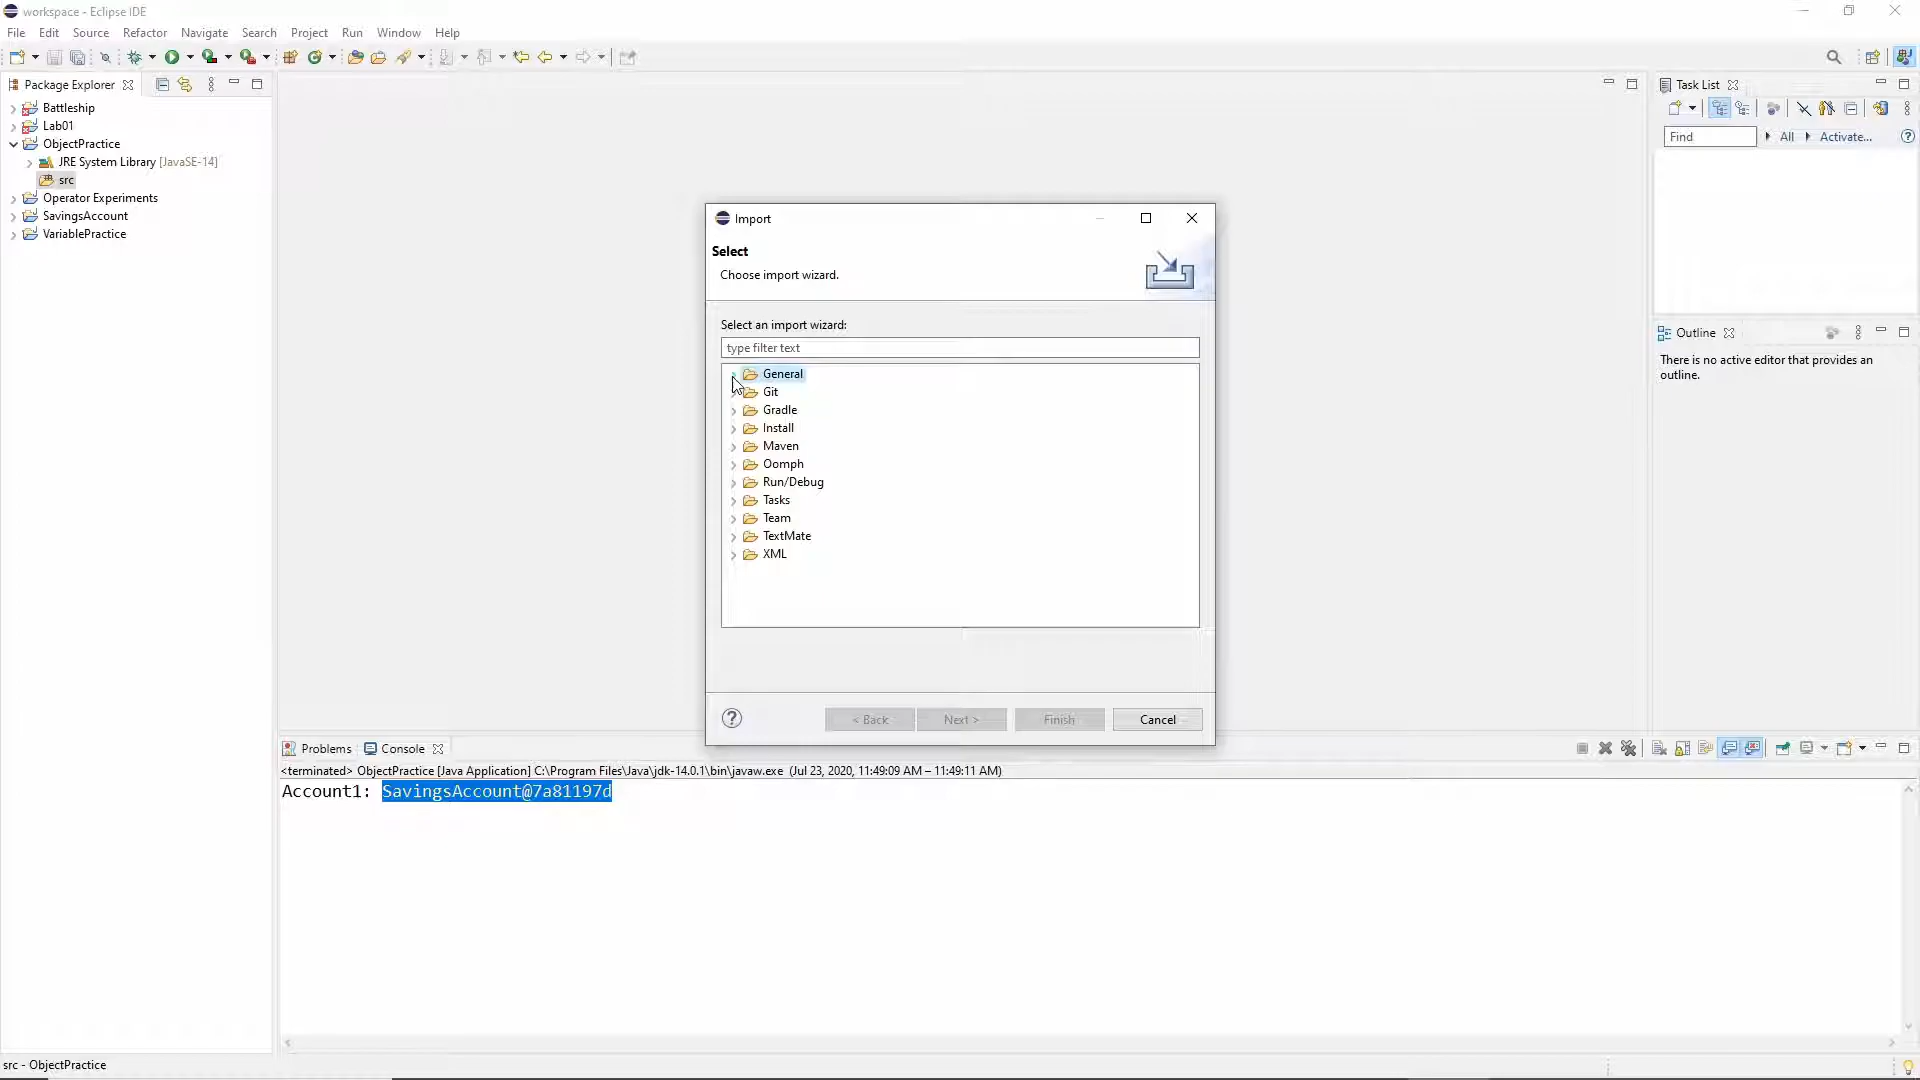 workspace - Eclipse IDE
File Edit Source Refactor Navigate Search Project Run Window Help
Package Explorer
Battleship
Lab01
ObjectPractice
JRE System Library [JavaSE-14]
src
Operator Experiments
SavingsAccount
VariablePractice
Import
Select
Choose import wizard.
Select an import wizard:
type filter text
General
Git
Gradle
Install
Maven
Oomph
Run/Debug
Tasks
Team
TextMate
XML
< Back Next > Finish Cancel
Task List
Find All Activate...
Outline
There is no active editor that provides an
outline.
Problems Console
<terminated> ObjectPractice [Java Application] C:\Program Files\Java\jdk-14.0.1\bin\javaw.exe (Jul 23, 2020, 11:49:09 AM – 11:49:11 AM)
Account1: SavingsAccount@7a81197d
src - ObjectPractice